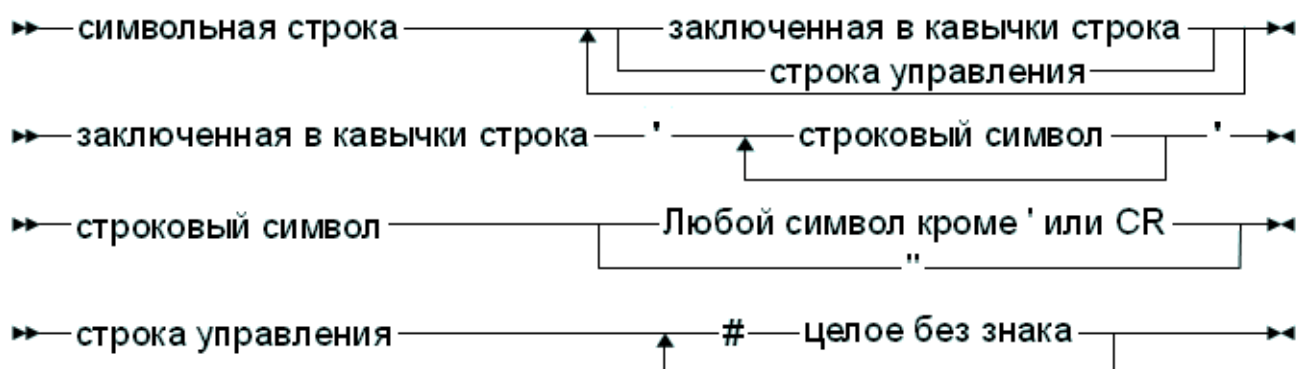 символьная строка заключенная в кавычки строка
строка управления
заключенная в кавычки строка ' строковый символ '
строковый символ Любой символ кроме ' или CR
''
строка управления # целое без знака